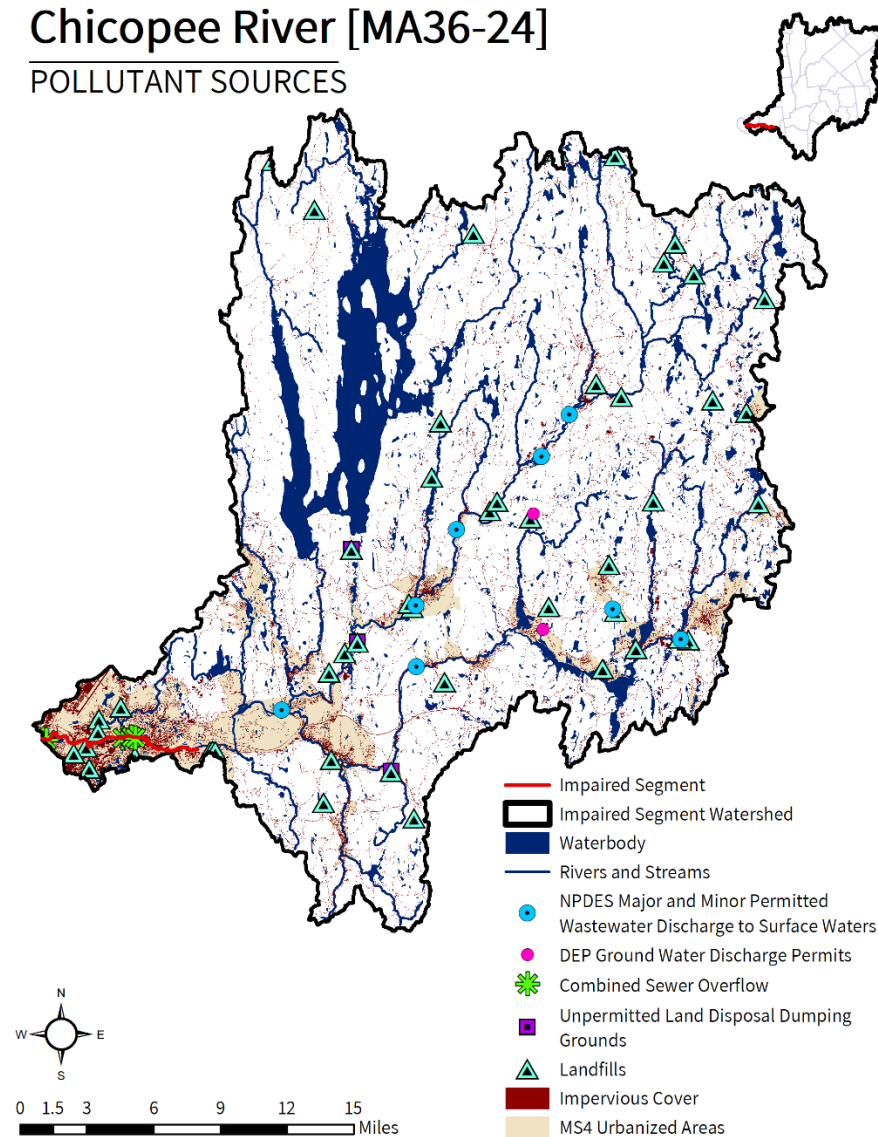 Chicopee River [MA36-24]
POLLUTANT SOURCES
Impaired Segment
Impaired Segment Watershed
Waterbody
Rivers and Streams
NPDES Major and Minor Permitted
Wastewater Discharge to Surface Waters
DEP Ground Water Discharge Permits
Combined Sewer Overflow
Unpermitted Land Disposal Dumping
Grounds
Landfills
Impervious Cover
MS4 Urbanized Areas
N
W E
S
0 1.5 3 6 9 12 15
Miles